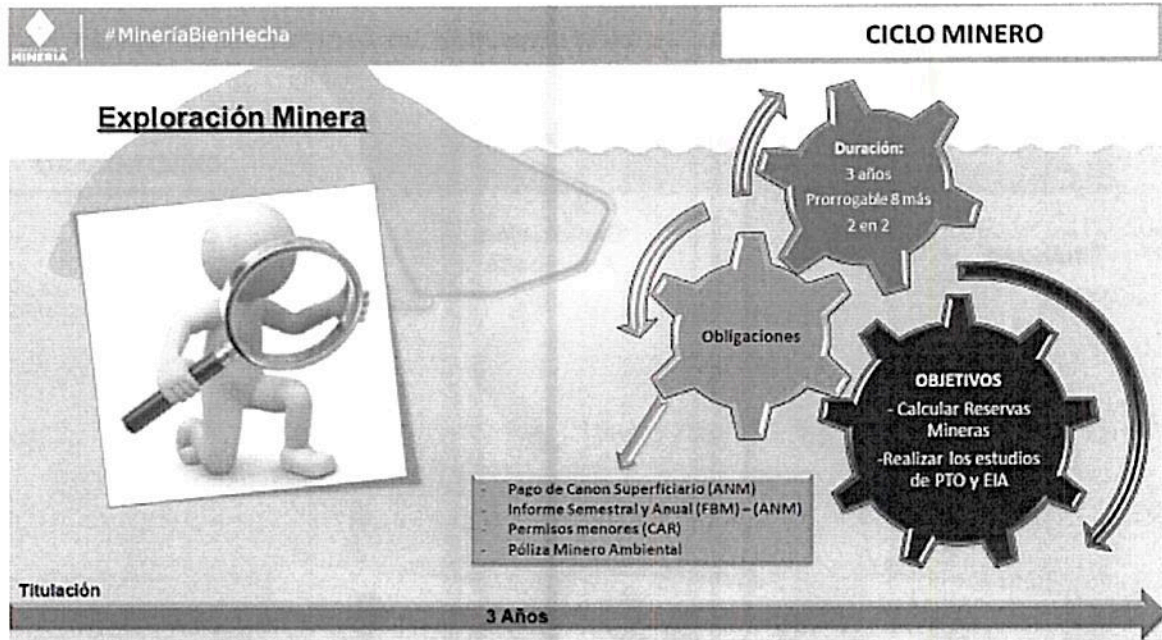 #MineríaBienHecha
MINERÍA
CICLO MINERO
Exploración Minera
Duración:
3 años
Prorrogable 8 más
2 en 2
Obligaciones
OBJETIVOS
- Calcular Reservas
Mineras
-Realizar los estudios
de PTO y EIA
- Pago de Canon Superficiario (ANM)
- Informe Semestral y Anual (FBM) – (ANM)
- Permisos menores (CAR)
- Póliza Minero Ambiental
Titulación
3 Años